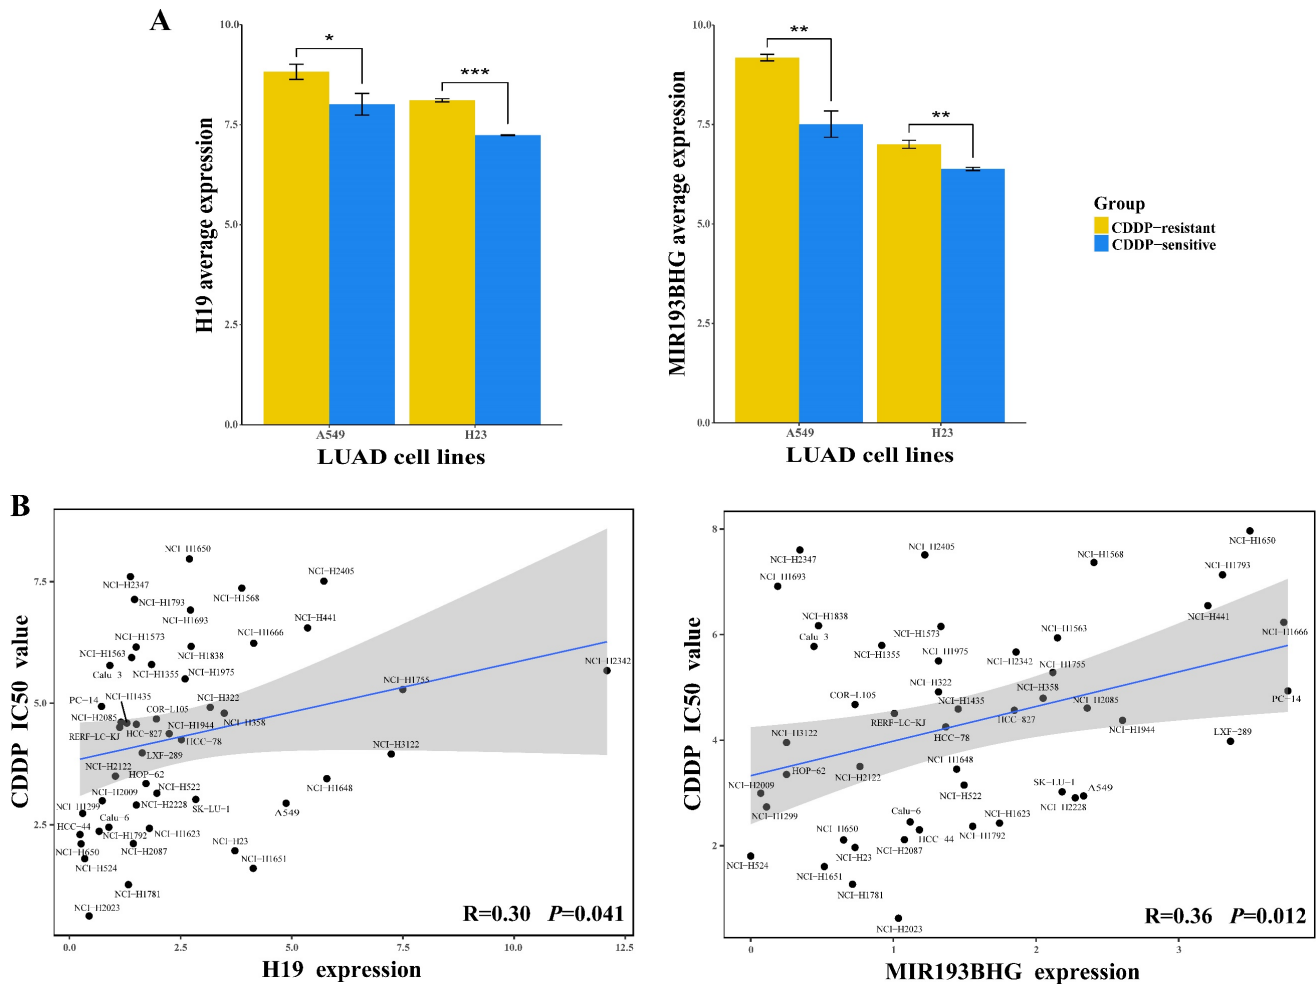 A
10.0
7.5
5.0
2.5
0.0
H19 average expression
*
***
A549
H23
LUAD cell lines
10.0
7.5
5.0
2.5
0.0
MIR193BHG average expression
**
**
A549
H23
LUAD cell lines
Group
CDDP-resistant
CDDP-sensitive
B
CDDP IC50 value
7.5
5.0
2.5
NCI-H1650
NCI-H2347
NCI-H2405
NCI-H1568
NCI-H1793
NCI-H1693
NCI-H441
NCI-H1666
NCI-H1573
NCI-H1563
NCI-H1838
Calu 3
NCI-H1355
NCI-H1975
NCI-H2342
NCI-H1755
PC-14
NCI-H1435
NCI-H322
COR-L105
NCI-H2085
NCI-H358
NCI-H1944
RERF-LC-KJ
HCC-827
HCC-78
LXF-289
NCI-H3122
NCI-H2122
HOP-62
NCI-H1648
NCI-H522
NCI-H2009
NCI-H2228
SK-LU-1
A549
NCI-H1299
Calu-6
HCC-44
NCI-H1792
NCI-H1623
NCI-H23
NCI-H650
NCI-H2087
NCI-H1651
NCI-H524
NCI-H1781
NCI-H2023
R=0.30 P=0.041
0.0
2.5
5.0
7.5
10.0
12.5
H19 expression
CDDP IC50 value
8
6
4
2
NCI-H1650
NCI-H2405
NCI-H2347
NCI-H1568
NCI-H1793
NCI-H1693
NCI-H441
NCI-H1838
NCI-H1573
NCI-H1563
NCI-H1666
Calu 3
NCI-H1355
NCI-H1975
NCI-H2342
NCI-H1755
NCI-H322
NCI-H358
COR-L105
NCI-H1435
NCI-H2085
PC-14
RERF-LC-KJ
HCC-827
NCI-H1944
NCI-H3122
HCC-78
LXF-289
HOP-62
NCI-H2122
NCI-H1648
NCI-H2009
NCI-H522
SK-LU-1
A549
NCI-H1299
NCI-H2228
Calu-6
NCI-H1623
NCI-H650
HCC-44
NCI-H1792
NCI-H23
NCI-H2087
NCI-H524
NCI-H1651
NCI-H1781
NCI-H2023
R=0.36 P=0.012
0
1
2
3
MIR193BHG expression